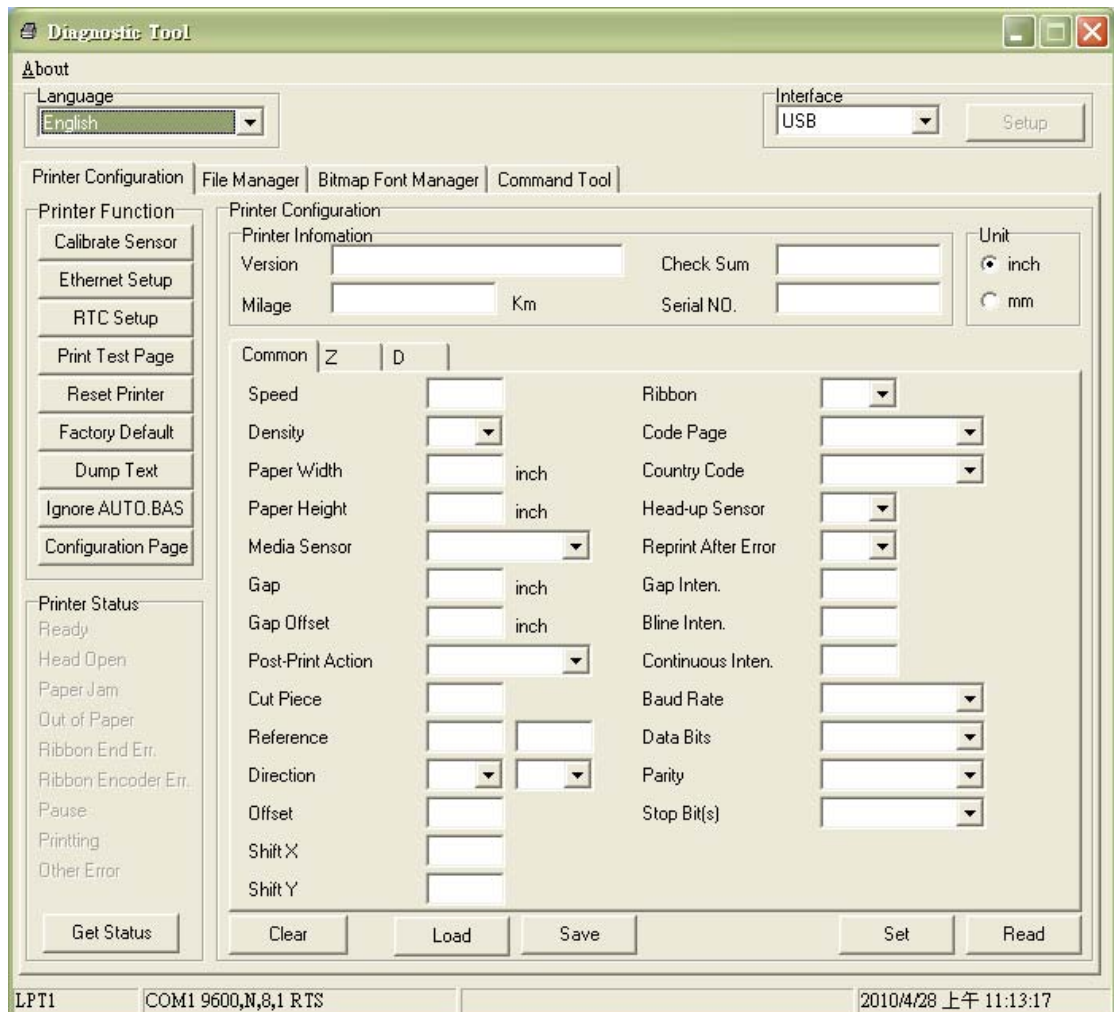 Diagnostic Tool
About
Language
English
Interface
USB
Setup
Printer Configuration
File Manager
Bitmap Font Manager
Command Tool
Printer Function
Calibrate Sensor
Ethernet Setup
RTC Setup
Print Test Page
Reset Printer
Factory Default
Dump Text
Ignore AUTO.BAS
Configuration Page
Printer Status
Ready
Head Open
Paper Jam
Out of Paper
Ribbon End Err.
Ribbon Encoder Err.
Pause
Printting
Other Error
Get Status
Printer Configuration
Printer Infomation
Version
Check Sum
Milage
Km
Serial NO.
Unit
inch
mm
Common
Z
D
Speed
Density
Paper Width inch
Paper Height inch
Media Sensor
Gap inch
Gap Offset inch
Post-Print Action
Cut Piece
Reference
Direction
Offset
Shift X
Shift Y
Ribbon
Code Page
Country Code
Head-up Sensor
Reprint After Error
Gap Inten.
Bline Inten.
Continuous Inten.
Baud Rate
Data Bits
Parity
Stop Bit(s)
Clear
Load
Save
Set
Read
LPT1
COM1 9600,N,8,1 RTS
2010/4/28 上午 11:13:17